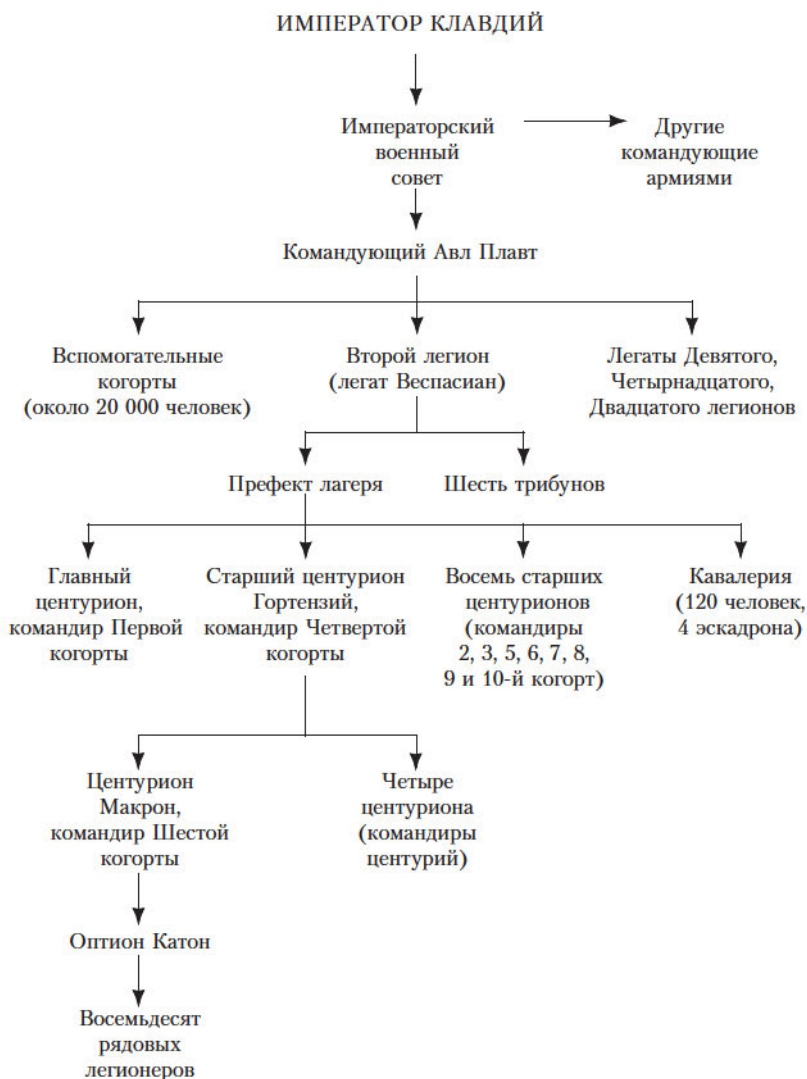 ИМПЕРАТОР КЛАВДИЙ
Императорский
военный
совет
Другие
командующие
армиями
Командующий Авл Плавт
Вспомогательные
когорты
(около 20 000 человек)
Второй легион
(легат Веспасиан)
Легаты Девятого,
Четырнадцатого,
Двадцатого легионов
Префект лагеря
Шесть трибунов
Главный
центурион,
командир Первой
когорты
Старший центурион
Гортензий,
командир Четвертой
когорты
Восемь старших
центурионов
(командиры
2, 3, 5, 6, 7, 8,
9 и 10-й когорт)
Кавалерия
(120 человек,
4 эскадрона)
Центурион
Макрон,
командир Шестой
когорты
Четыре
центуриона
(командиры
центурий)
Оптион Катон
Восемьдесят
рядовых
легионеров